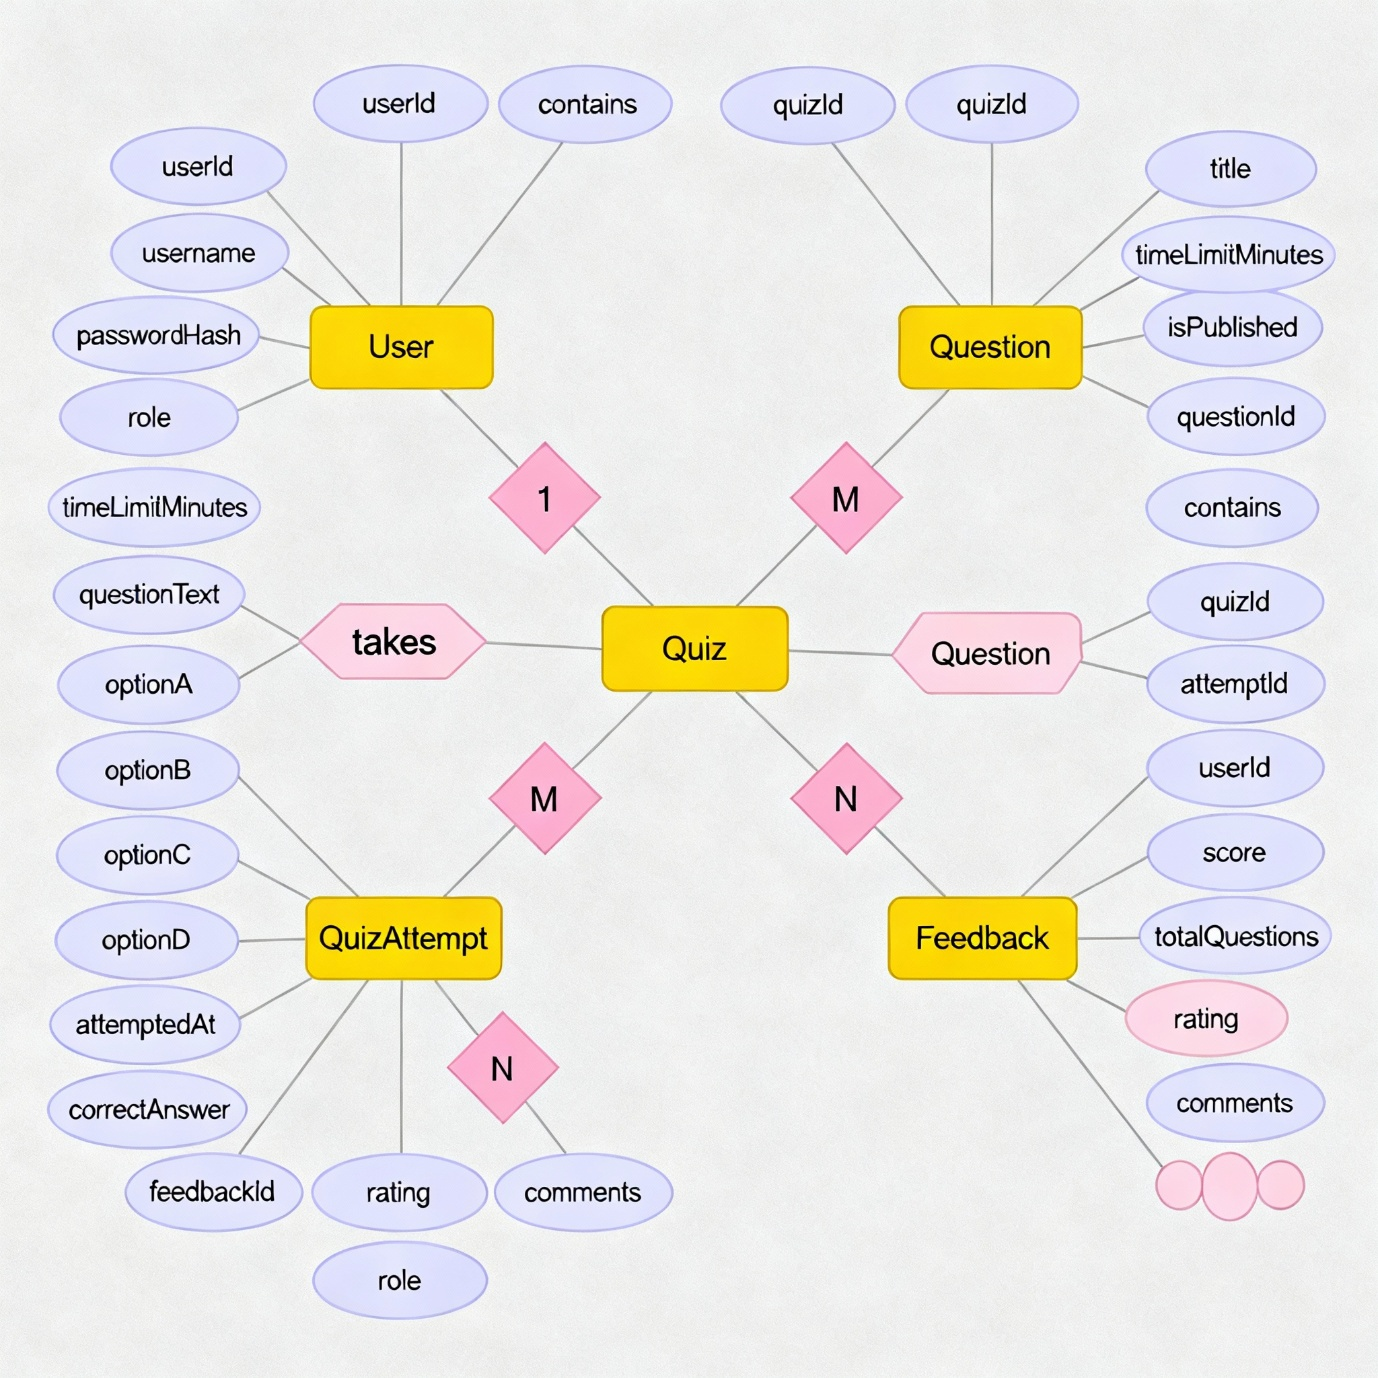 userId
contains
quizId
quizId
userId
title
username
timeLimitMinutes
passwordHash
User
Question
isPublished
role
questionId
timeLimitMinutes
1
M
contains
questionText
quizId
takes
Quiz
Question
optionA
attemptId
optionB
userId
M
N
optionC
score
optionD
QuizAttempt
Feedback
totalQuestions
attemptedAt
rating
N
correctAnswer
comments
feedbackId
rating
comments
role